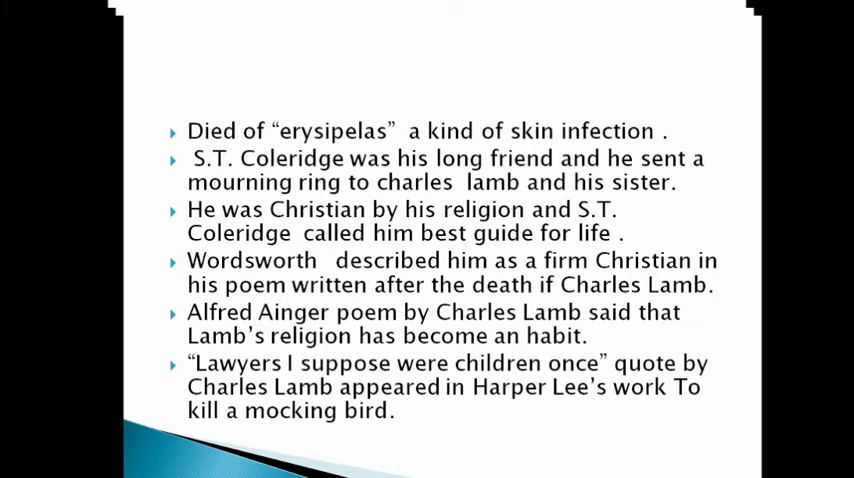 Died of “erysipelas” a kind of skin infection .
S.T. Coleridge was his long friend and he sent a
mourning ring to charles lamb and his sister.
He was Christian by his religion and S.T.
Coleridge called him best guide for life .
Wordsworth described him as a firm Christian in
his poem written after the death if Charles Lamb.
Alfred Ainger poem by Charles Lamb said that
Lamb’s religion has become an habit.
“Lawyers I suppose were children once” quote by
Charles Lamb appeared in Harper Lee’s work To
kill a mocking bird.